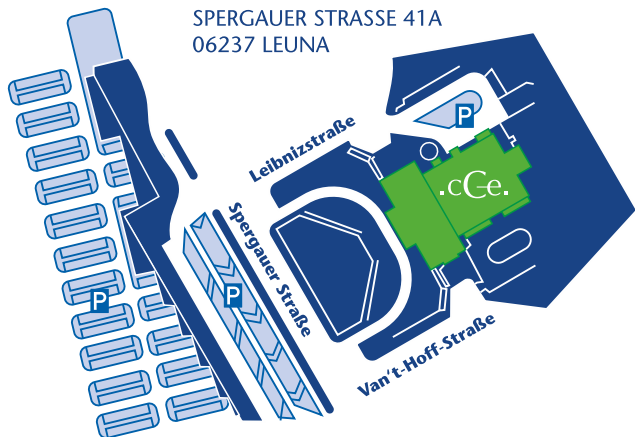 SPERGAUER STRASSE 41A
06237 LEUNA
Leibnizstraße
P
.cCe.
Spergauer Straße
P
P
Van't-Hoff-Straße